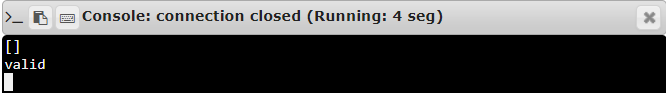 >_ Console: connection closed (Running: 4 seg)
[]
valid